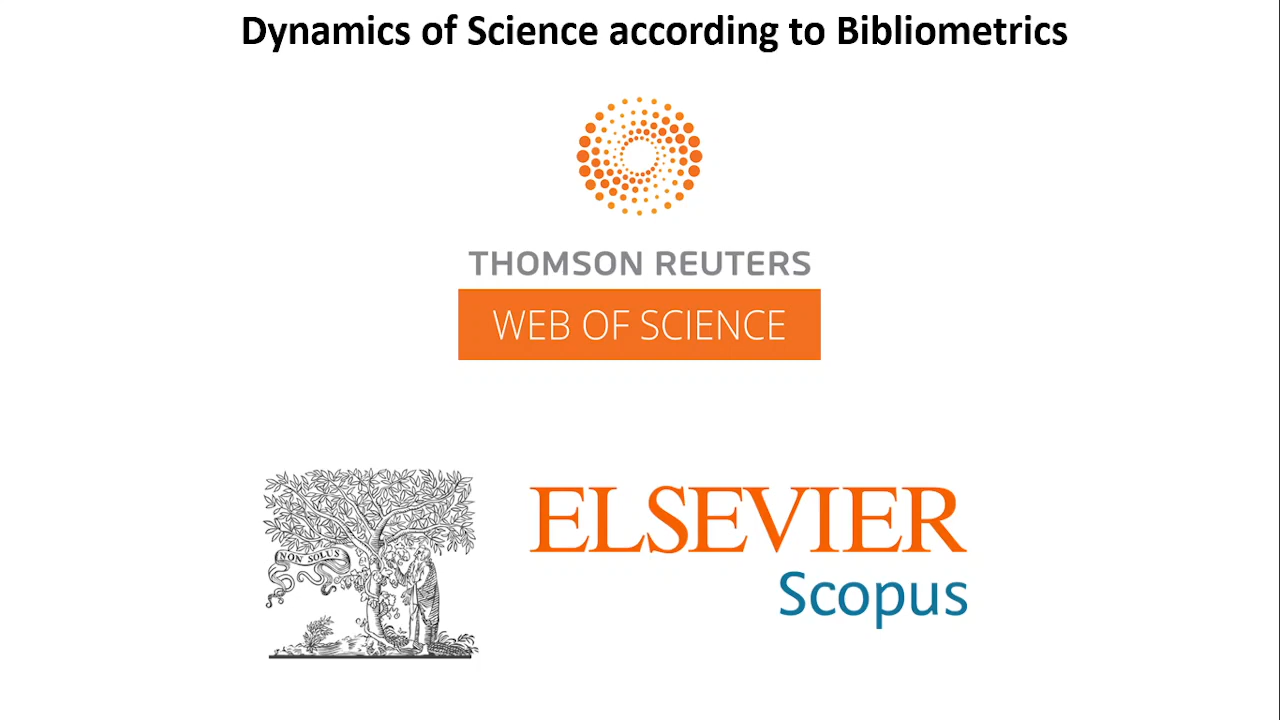 Dynamics of Science according to Bibliometrics
THOMSON REUTERS
WEB OF SCIENCE
NON SOLUS
ELSEVIER
Scopus